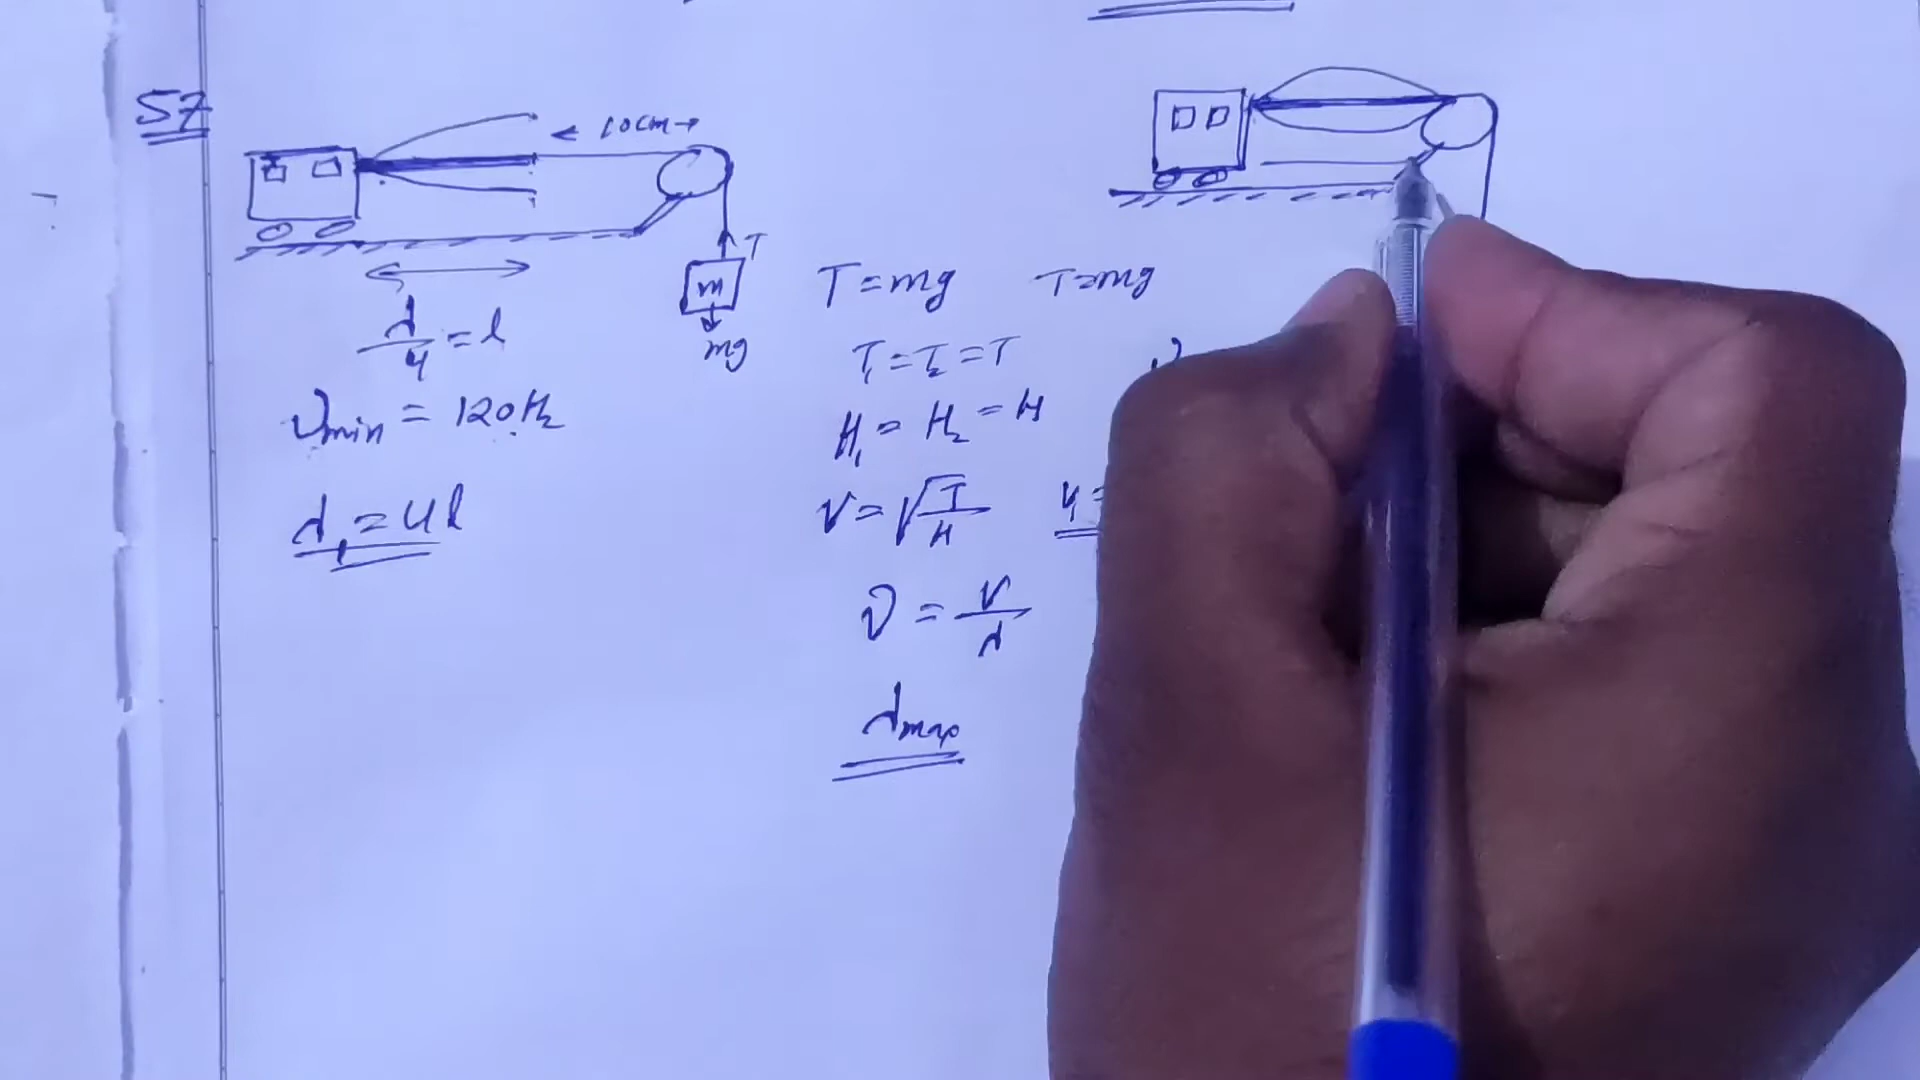 57
← 10cm →
T
m
mg
λ/4 = l
νmin = 120Hz
λ₁ = 4l
T = mg
T = mg
T₁ = T₂ = T
μ₁ = μ₂ = μ
V = √(T/μ)
ν = V/λ
λmax